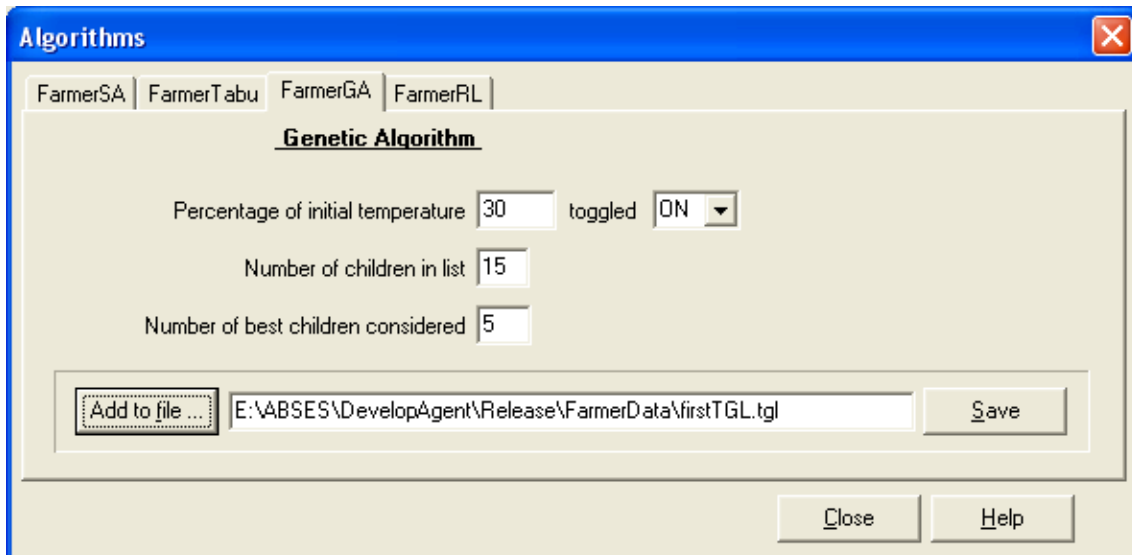 Algorithms
FarmerSA FarmerTabu FarmerGA FarmerRL
Genetic Algorithm
Percentage of initial temperature 30 toggled ON
Number of children in list 15
Number of best children considered 5
Add to file ... E:\ABSES\DevelopAgent\Release\FarmerData\firstTGL.tgl Save
Close Help